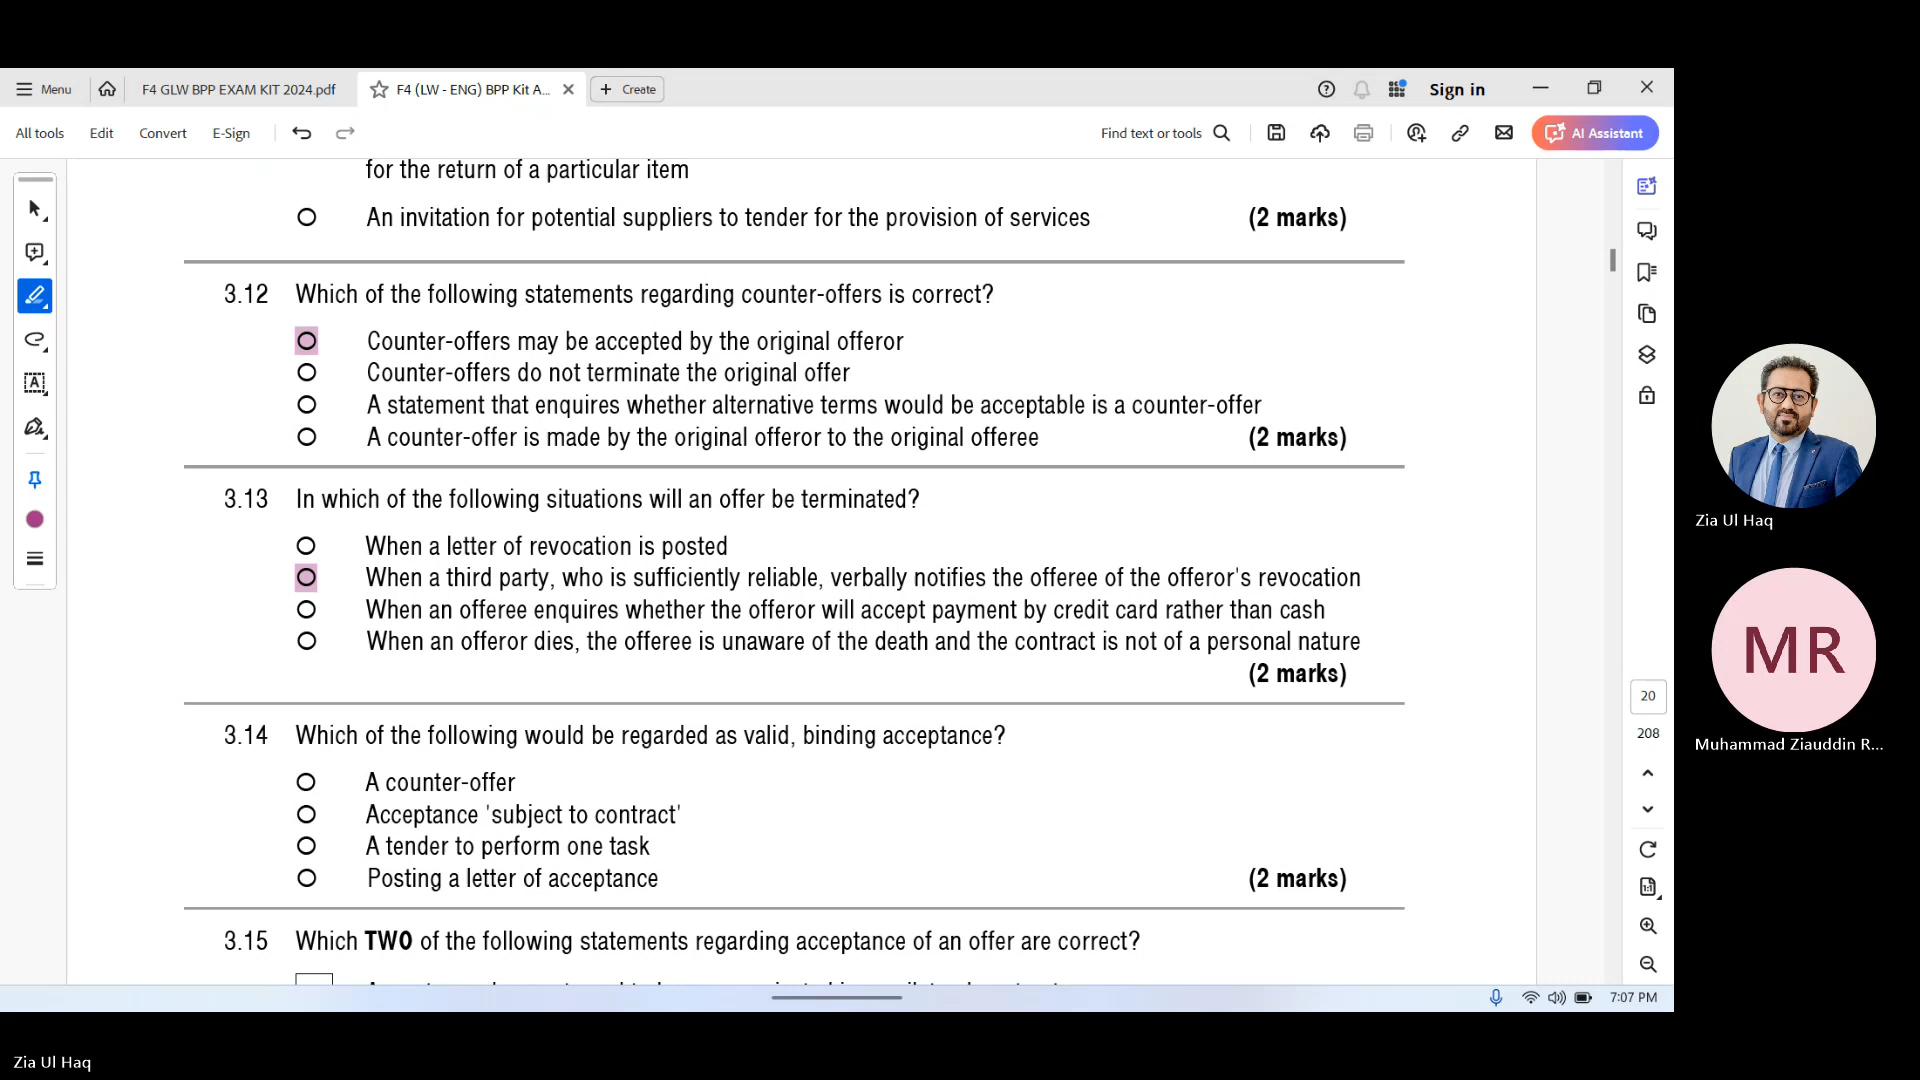 Menu
F4 GLW BPP EXAM KIT 2024.pdf
F4 (LW - ENG) BPP Kit A...
Create
Sign in
All tools
Edit
Convert
E-Sign
Find text or tools
AI Assistant
for the return of a particular item
An invitation for potential suppliers to tender for the provision of services (2 marks)
3.12 Which of the following statements regarding counter-offers is correct?
Counter-offers may be accepted by the original offeror
Counter-offers do not terminate the original offer
A statement that enquires whether alternative terms would be acceptable is a counter-offer
A counter-offer is made by the original offeror to the original offeree (2 marks)
3.13 In which of the following situations will an offer be terminated?
When a letter of revocation is posted
When a third party, who is sufficiently reliable, verbally notifies the offeree of the offeror's revocation
When an offeree enquires whether the offeror will accept payment by credit card rather than cash
When an offeror dies, the offeree is unaware of the death and the contract is not of a personal nature
(2 marks)
3.14 Which of the following would be regarded as valid, binding acceptance?
A counter-offer
Acceptance 'subject to contract'
A tender to perform one task
Posting a letter of acceptance (2 marks)
3.15 Which TWO of the following statements regarding acceptance of an offer are correct?
20
208
7:07 PM
Zia Ul Haq
MR
Muhammad Ziauddin R...
Zia Ul Haq